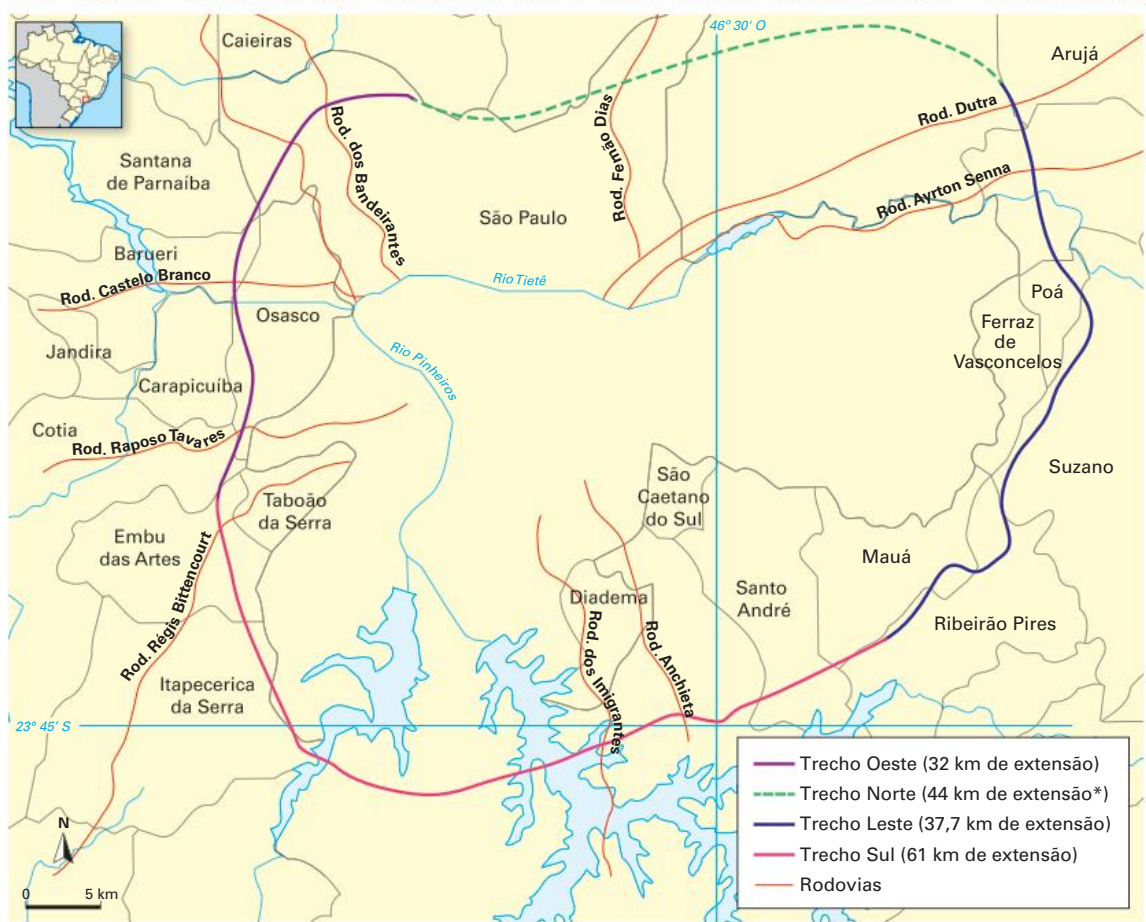 46º 30' O
Caieiras
Arujá
Rod. Dutra
Rod. dos Bandeirantes
Rod. Fernão Dias
Santana
de Parnaíba
Rod. Ayrton Senna
São Paulo
Barueri
Rod. Castelo Branco
Rio Tietê
Poá
Osasco
Ferraz
de
Vasconcelos
Jandira
Rio Pinheiros
Carapicuíba
Cotia
Rod. Raposo Tavares
Suzano
São
Caetano
do Sul
Taboão
da Serra
Embu
das Artes
Mauá
Rod. Régis Bittencourt
Diadema
Santo
André
Rod. dos Imigrantes
Rod. Anchieta
Ribeirão Pires
Itapecerica
da Serra
23º 45' S
Trecho Oeste (32 km de extensão)
Trecho Norte (44 km de extensão*)
Trecho Leste (37,7 km de extensão)
Trecho Sul (61 km de extensão)
Rodovias
N
0 5 km